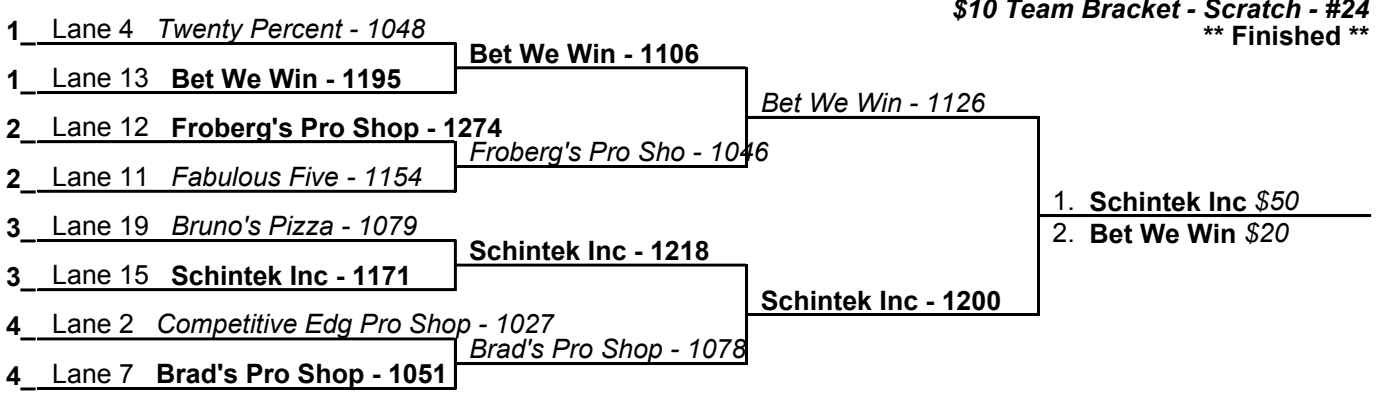 $10 Team Bracket - Scratch - #24
** Finished **
1_ Lane 4 Twenty Percent - 1048
1_ Lane 13 Bet We Win - 1195
2_ Lane 12 Froberg's Pro Shop - 1274
2_ Lane 11 Fabulous Five - 1154
3_ Lane 19 Bruno's Pizza - 1079
3_ Lane 15 Schintek Inc - 1171
4_ Lane 2 Competitive Edg Pro Shop - 1027
4_ Lane 7 Brad's Pro Shop - 1051
Bet We Win - 1106
Froberg's Pro Sho - 1046
Schintek Inc - 1218
Brad's Pro Shop - 1078
Bet We Win - 1126
Schintek Inc - 1200
1. Schintek Inc $50
2. Bet We Win $20